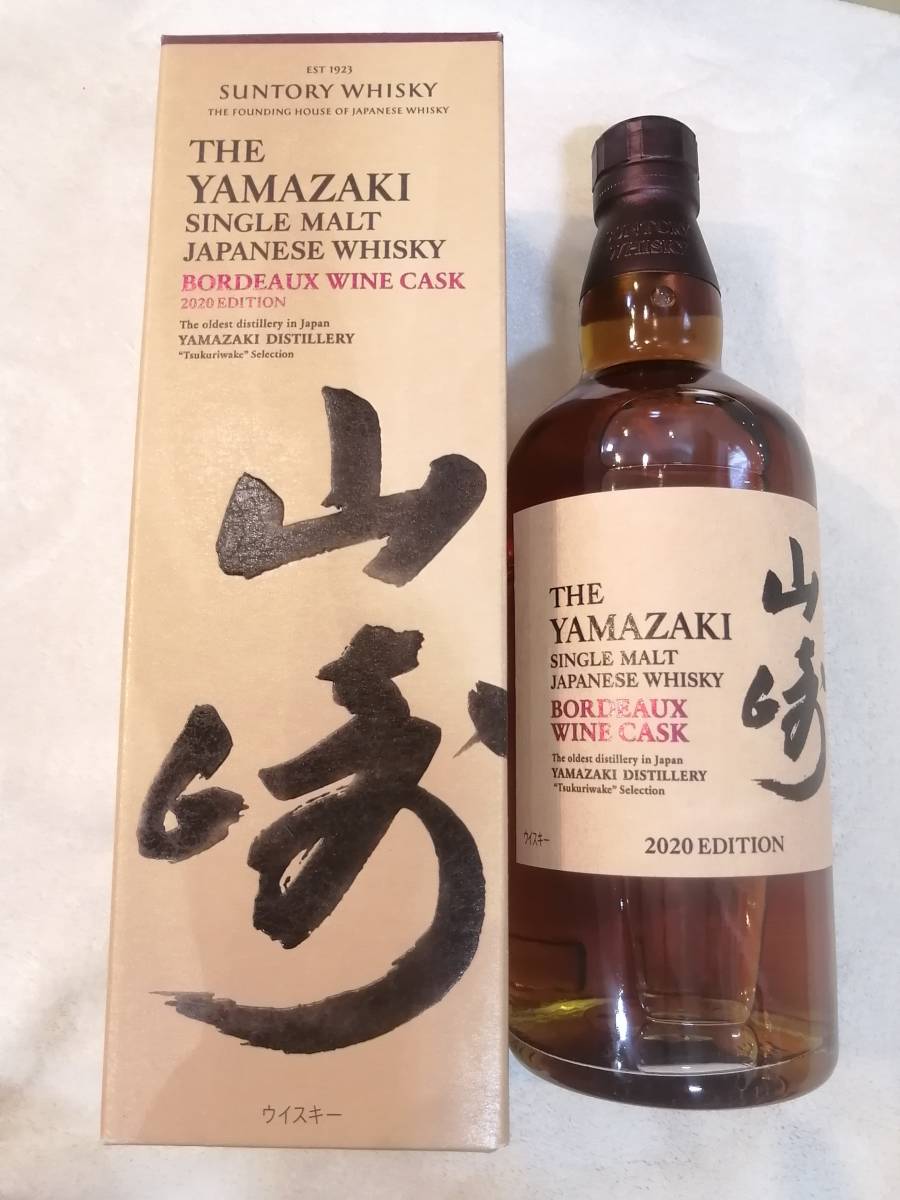 EST 1923
SUNTORY WHISKY
THE FOUNDING HOUSE OF JAPANESE WHISKY
THE
YAMAZAKI
SINGLE MALT
JAPANESE WHISKY
BORDEAUX WINE CASK
2020 EDITION
The oldest distillery in Japan
YAMAZAKI DISTILLERY
"Tsukuriwake" Selection
山
崎
ウイスキー
SUNTORY
WHISKY
THE
YAMAZAKI
SINGLE MALT
JAPANESE WHISKY
BORDEAUX
WINE CASK
The oldest distillery in Japan
YAMAZAKI DISTILLERY
"Tsukuriwake" Selection
山
崎
ウイスキー
2020 EDITION